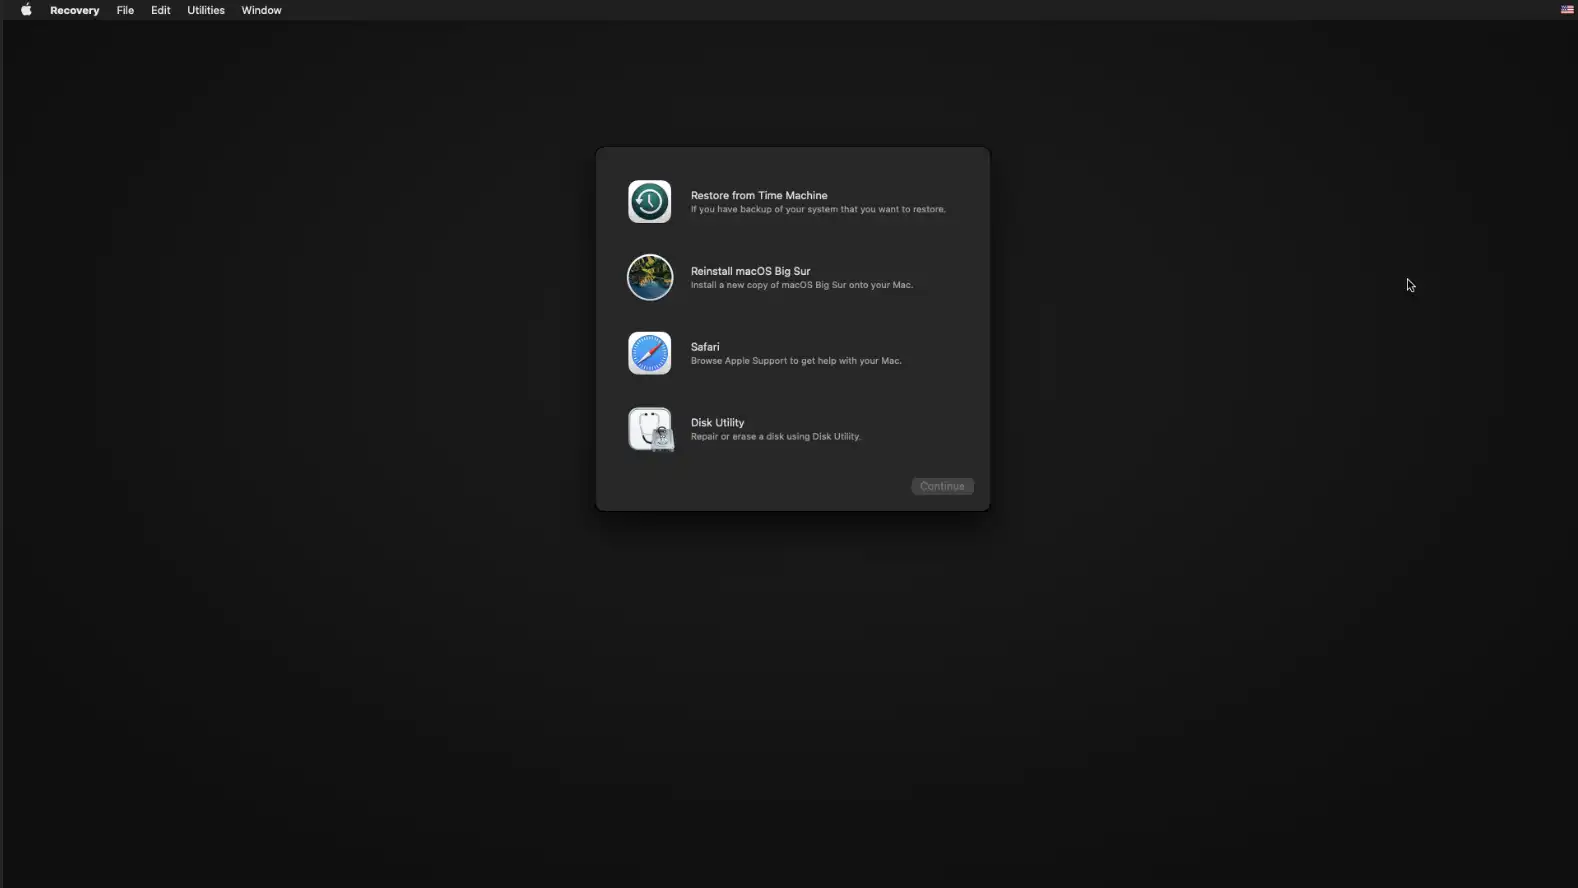 Recovery File Edit Utilities Window
Restore from Time Machine
If you have backup of your system that you want to restore.
Reinstall macOS Big Sur
Install a new copy of macOS Big Sur onto your Mac.
Safari
Browse Apple Support to get help with your Mac.
Disk Utility
Repair or erase a disk using Disk Utility.
Continue